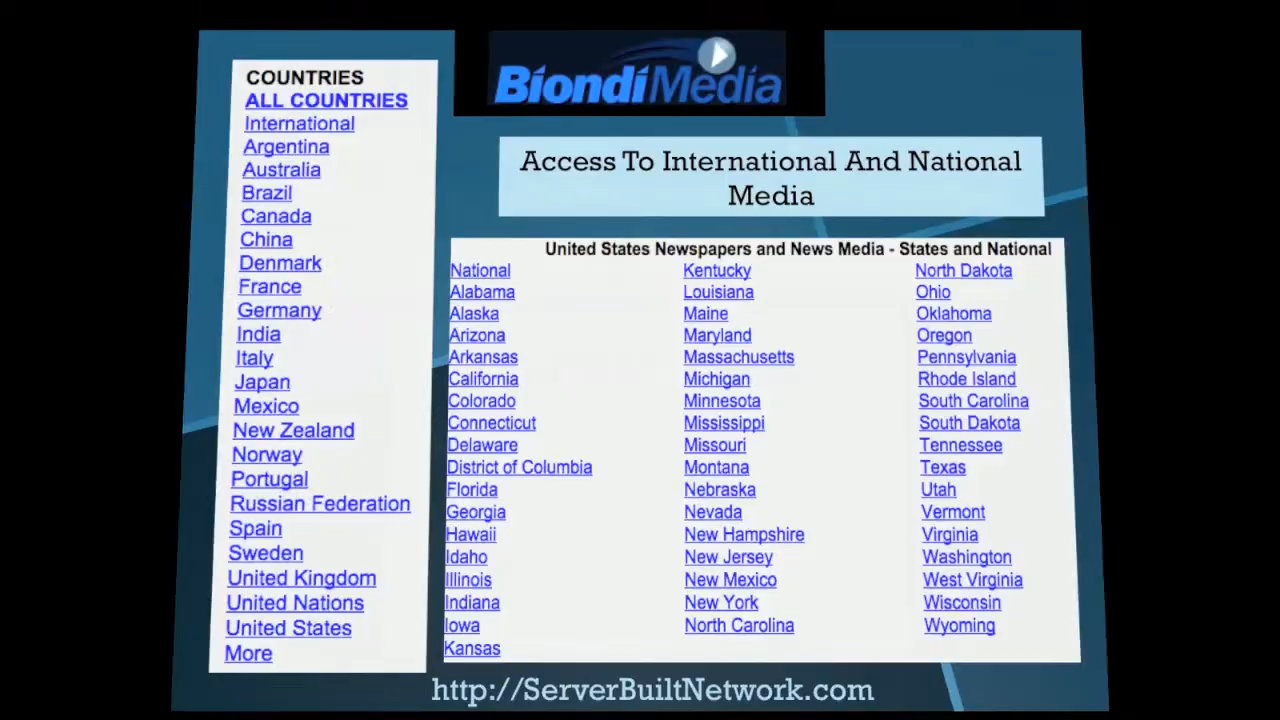 BiondiMedia
COUNTRIES
ALL COUNTRIES
International
Argentina
Australia
Brazil
Canada
China
Denmark
France
Germany
India
Italy
Japan
Mexico
New Zealand
Norway
Portugal
Russian Federation
Spain
Sweden
United Kingdom
United Nations
United States
More
Access To International And National
Media
United States Newspapers and News Media - States and National
National
Alabama
Alaska
Arizona
Arkansas
California
Colorado
Connecticut
Delaware
District of Columbia
Florida
Georgia
Hawaii
Idaho
Illinois
Indiana
Iowa
Kansas
Kentucky
Louisiana
Maine
Maryland
Massachusetts
Michigan
Minnesota
Mississippi
Missouri
Montana
Nebraska
Nevada
New Hampshire
New Jersey
New Mexico
New York
North Carolina
North Dakota
Ohio
Oklahoma
Oregon
Pennsylvania
Rhode Island
South Carolina
South Dakota
Tennessee
Texas
Utah
Vermont
Virginia
Washington
West Virginia
Wisconsin
Wyoming
http://ServerBuiltNetwork.com